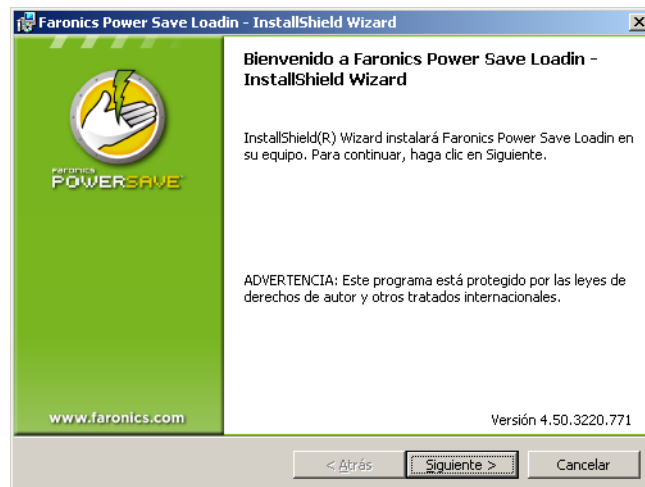 Faronics Power Save Loadin - InstallShield Wizard
Bienvenido a Faronics Power Save Loadin -
InstallShield Wizard
InstallShield(R) Wizard instalará Faronics Power Save Loadin en
su equipo. Para continuar, haga clic en Siguiente.
FARONICS
POWERSAVE
ADVERTENCIA: Este programa está protegido por las leyes de
derechos de autor y otros tratados internacionales.
www.faronics.com
Versión 4.50.3220.771
< Atrás
Siguiente >
Cancelar